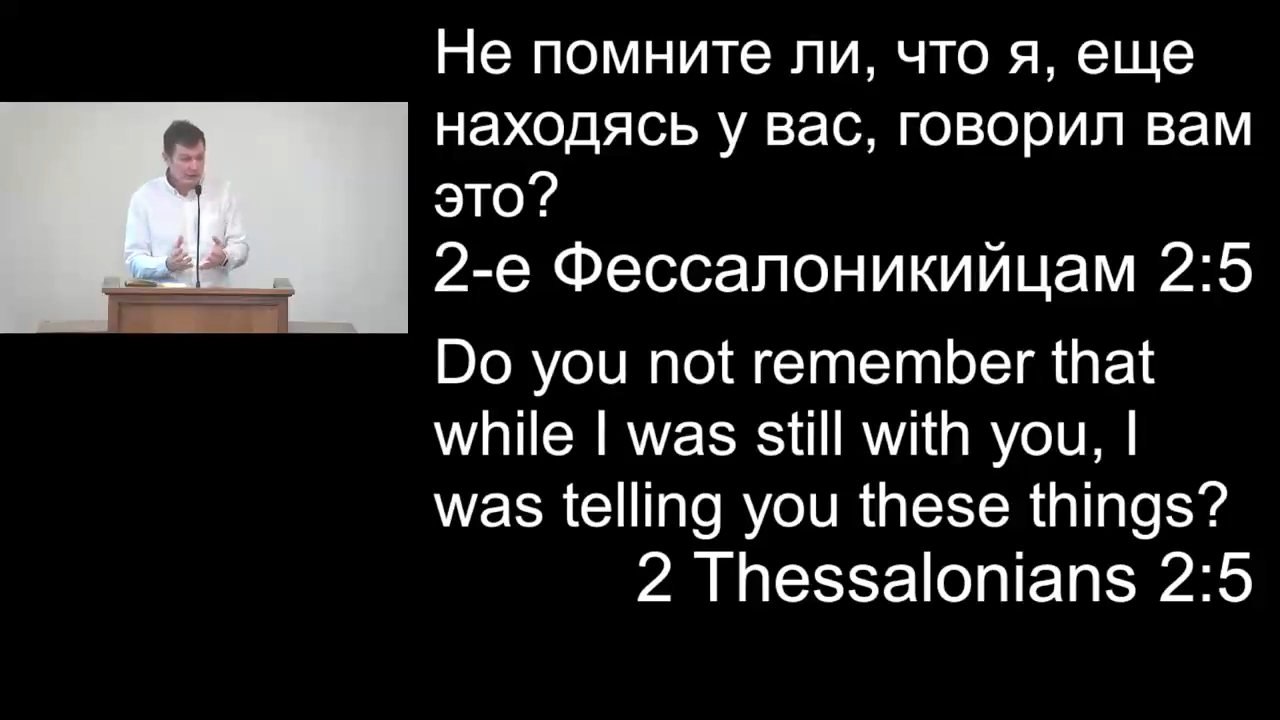 Не помните ли, что я, еще
находясь у вас, говорил вам
это?
2-е Фессалоникийцам 2:5
Do you not remember that
while I was still with you, I
was telling you these things?
2 Thessalonians 2:5